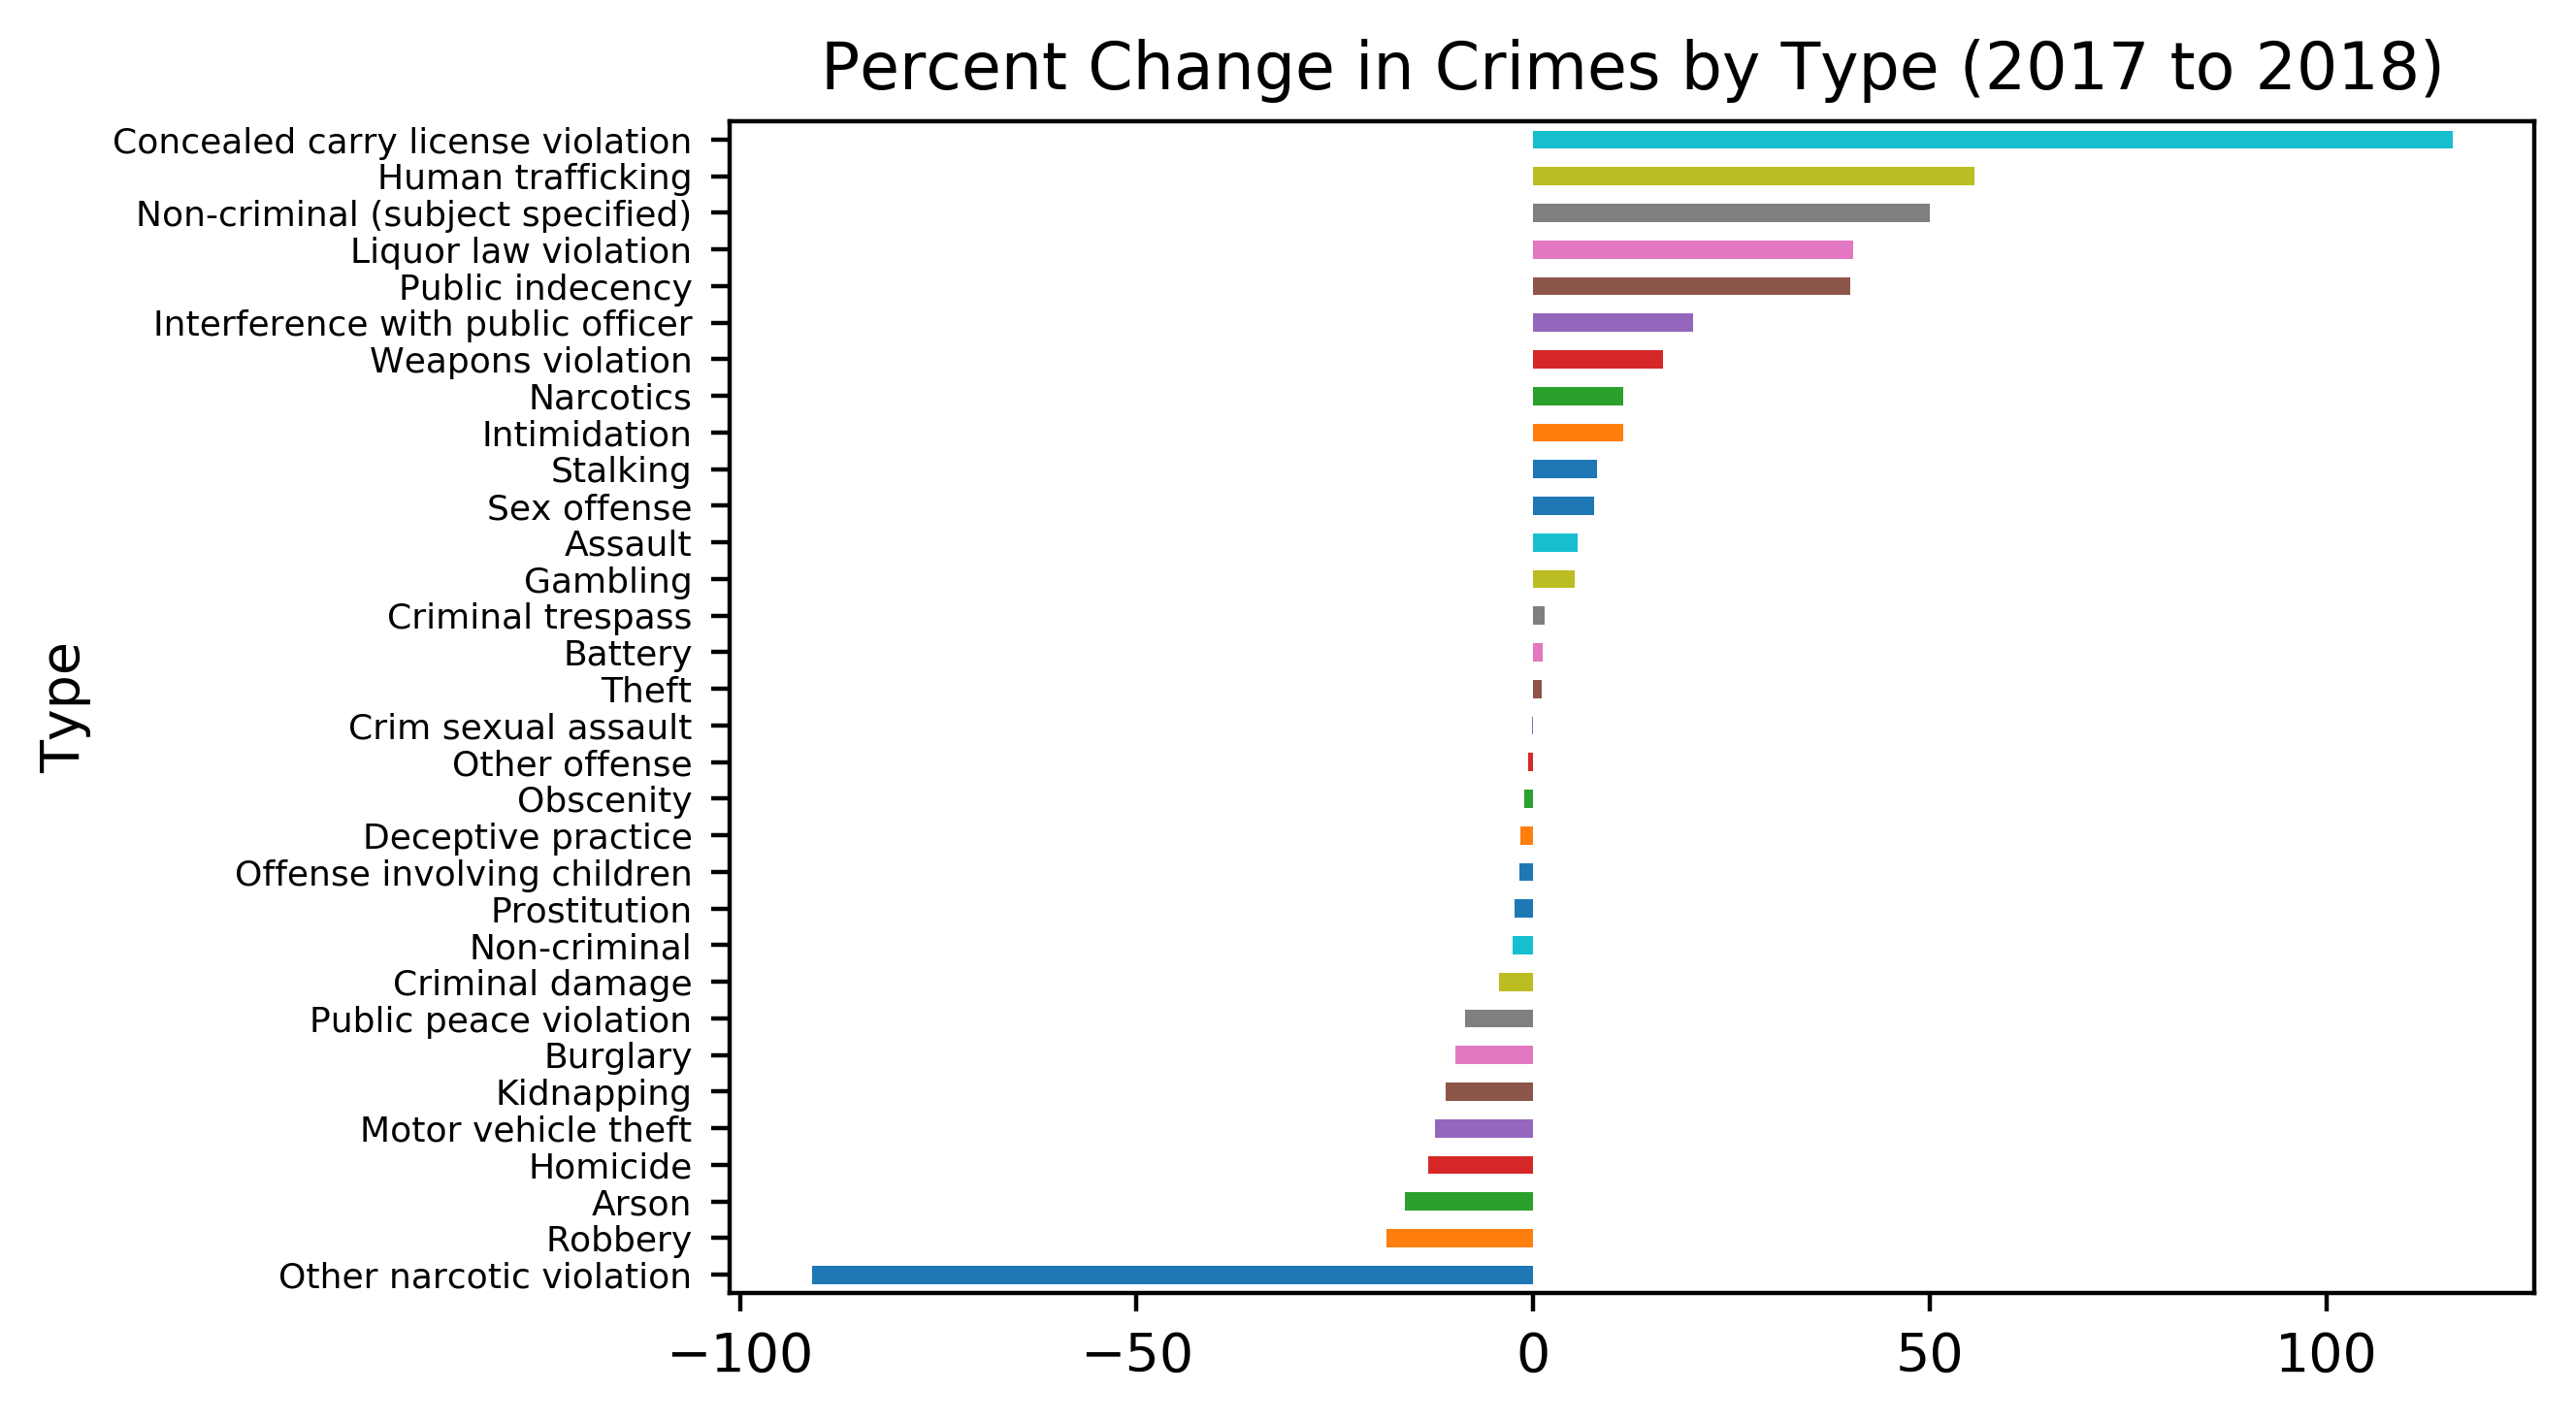 Percent Change in Crimes by Type (2017 to 2018)
Type
Concealed carry license violation
Human trafficking
Non-criminal (subject specified)
Liquor law violation
Public indecency
Interference with public officer
Weapons violation
Narcotics
Intimidation
Stalking
Sex offense
Assault
Gambling
Criminal trespass
Battery
Theft
Crim sexual assault
Other offense
Obscenity
Deceptive practice
Offense involving children
Prostitution
Non-criminal
Criminal damage
Public peace violation
Burglary
Kidnapping
Motor vehicle theft
Homicide
Arson
Robbery
Other narcotic violation
−100 −50 0 50 100